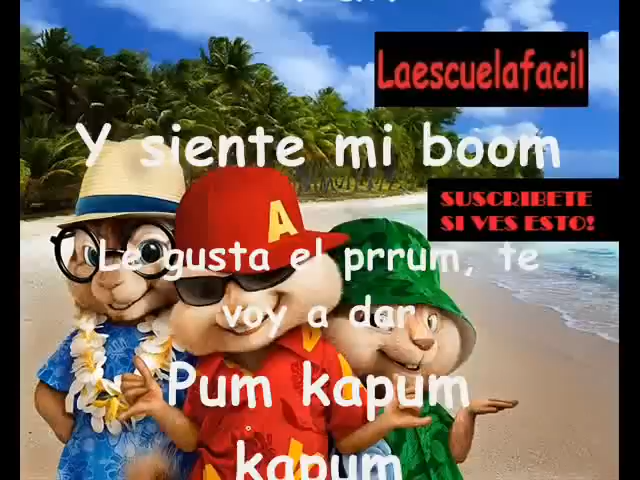 Laescuelafacil
Y siente mi boom
SUSCRIBETE
SI VES ESTO!
A
Le gusta el prrum, te
voy a dar
Pum kapum
kapum